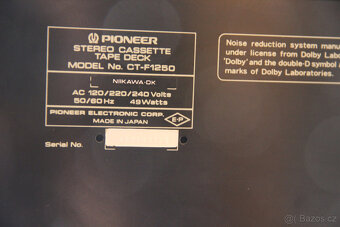 PIONEER
STEREO CASSETTE
TAPE DECK
MODEL No. CT-F1250
NIIKAWA-DK
AC 120/220/240 Volts
50/60 Hz 49 Watts
PIONEER ELECTRONIC CORP.
MADE IN JAPAN
E-P
Serial No.
Noise reduction system manu
under license from Dolby Labora
'Dolby' and the double-D symbol a
marks of Dolby Laboratories.
Sbazos.cz